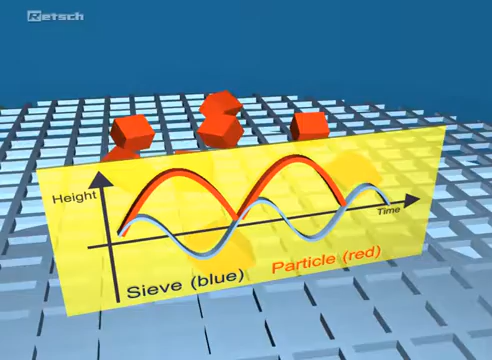 Retsch
Height
Time
Sieve (blue)
Particle (red)